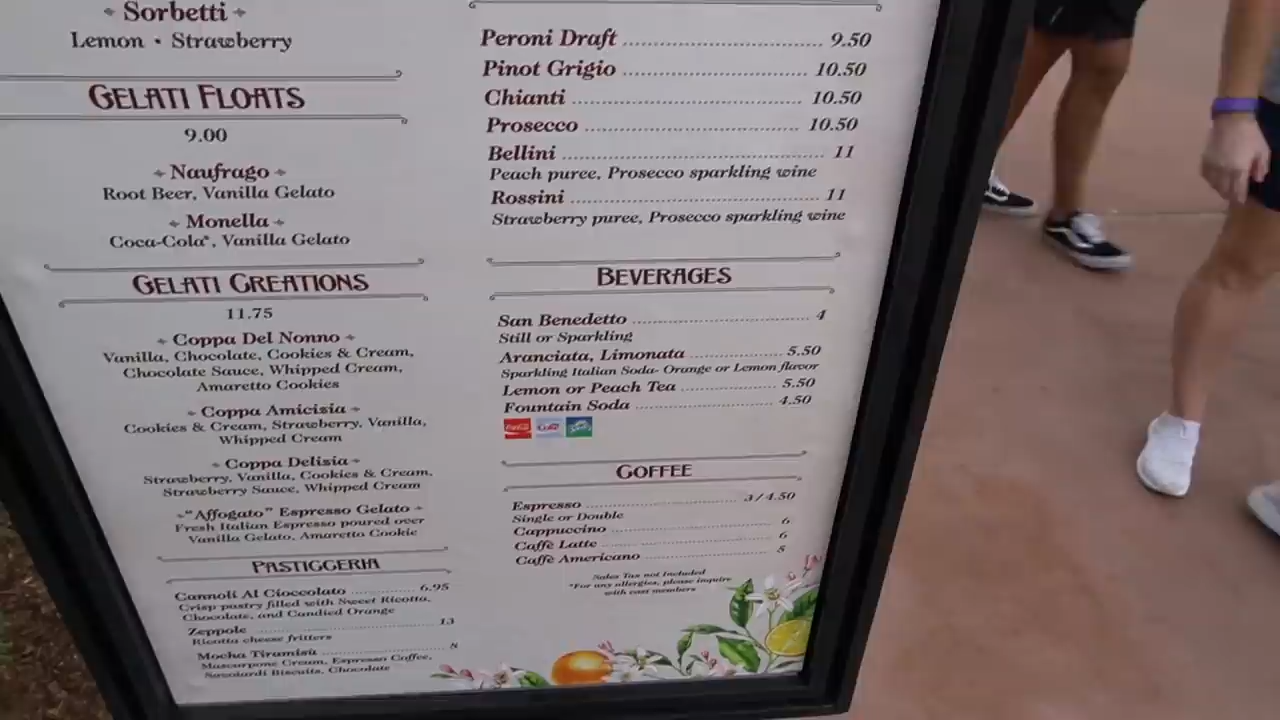 Sorbetti
Lemon • Strawberry
GELATI FLOATS
9.00
Naufrago
Root Beer, Vanilla Gelato
Monella
Coca-Cola®, Vanilla Gelato
GELATI CREATIONS
11.75
Coppa Del Nonno
Vanilla, Chocolate, Cookies & Cream,
Chocolate Sauce, Whipped Cream,
Amaretto Cookies
Coppa Amicizia
Cookies & Cream, Strawberry, Vanilla,
Whipped Cream
Coppa Delizia
Strawberry, Vanilla, Cookies & Cream,
Strawberry Sauce, Whipped Cream
"Affogato" Espresso Gelato
Fresh Italian Espresso poured over
Vanilla Gelato, Amaretto Cookie
PASTICCERIA
Cannoli Al Cioccolato 6.95
Crisp pastry filled with Sweet Ricotta,
Chocolate, and Candied Orange
Zeppole 13
Ricotta cheese fritters
Mocha Tiramisù 8
Mascarpone Cream, Espresso Coffee,
Savoiardi Biscuits, Chocolate
Peroni Draft 9.50
Pinot Grigio 10.50
Chianti 10.50
Prosecco 10.50
Bellini 11
Peach puree, Prosecco sparkling wine
Rossini 11
Strawberry puree, Prosecco sparkling wine
BEVERAGES
San Benedetto 4
Still or Sparkling
Aranciata, Limonata 5.50
Sparkling Italian Soda- Orange or Lemon flavor
Lemon or Peach Tea 5.50
Fountain Soda 4.50
COFFEE
Espresso 3/4.50
Single or Double
Cappuccino 6
Caffè Latte 6
Caffè Americano 5
Sales Tax not Included
*For any allergies, please inquire
with cast members